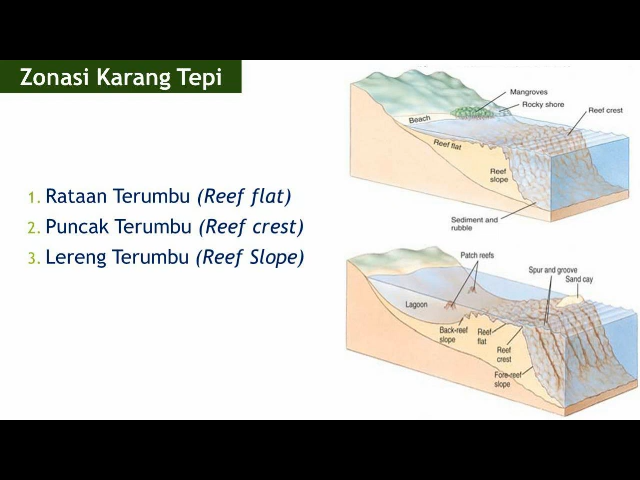 Zonasi Karang Tepi
1. Rataan Terumbu (Reef flat)
2. Puncak Terumbu (Reef crest)
3. Lereng Terumbu (Reef Slope)
Mangroves
Rocky shore
Reef crest
Beach
Reef flat
Reef
slope
Sediment and
rubble
Patch reefs
Spur and groove
Sand cay
Lagoon
Back-reef
slope
Reef
flat
Reef
crest
Fore-reef
slope